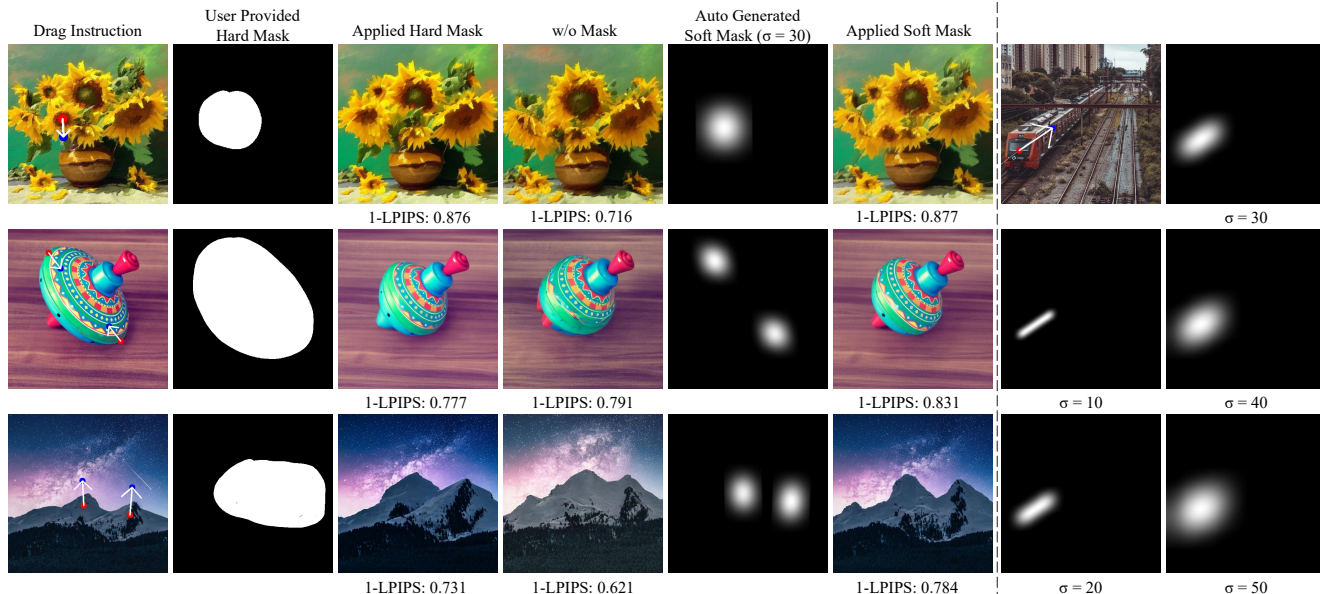 Drag Instruction
User Provided
Hard Mask
Applied Hard Mask
w/o Mask
Auto Generated
Soft Mask (σ = 30)
Applied Soft Mask
1-LPIPS: 0.876
1-LPIPS: 0.716
1-LPIPS: 0.877
σ = 30
1-LPIPS: 0.777
1-LPIPS: 0.791
1-LPIPS: 0.831
σ = 10
σ = 40
1-LPIPS: 0.731
1-LPIPS: 0.621
1-LPIPS: 0.784
σ = 20
σ = 50